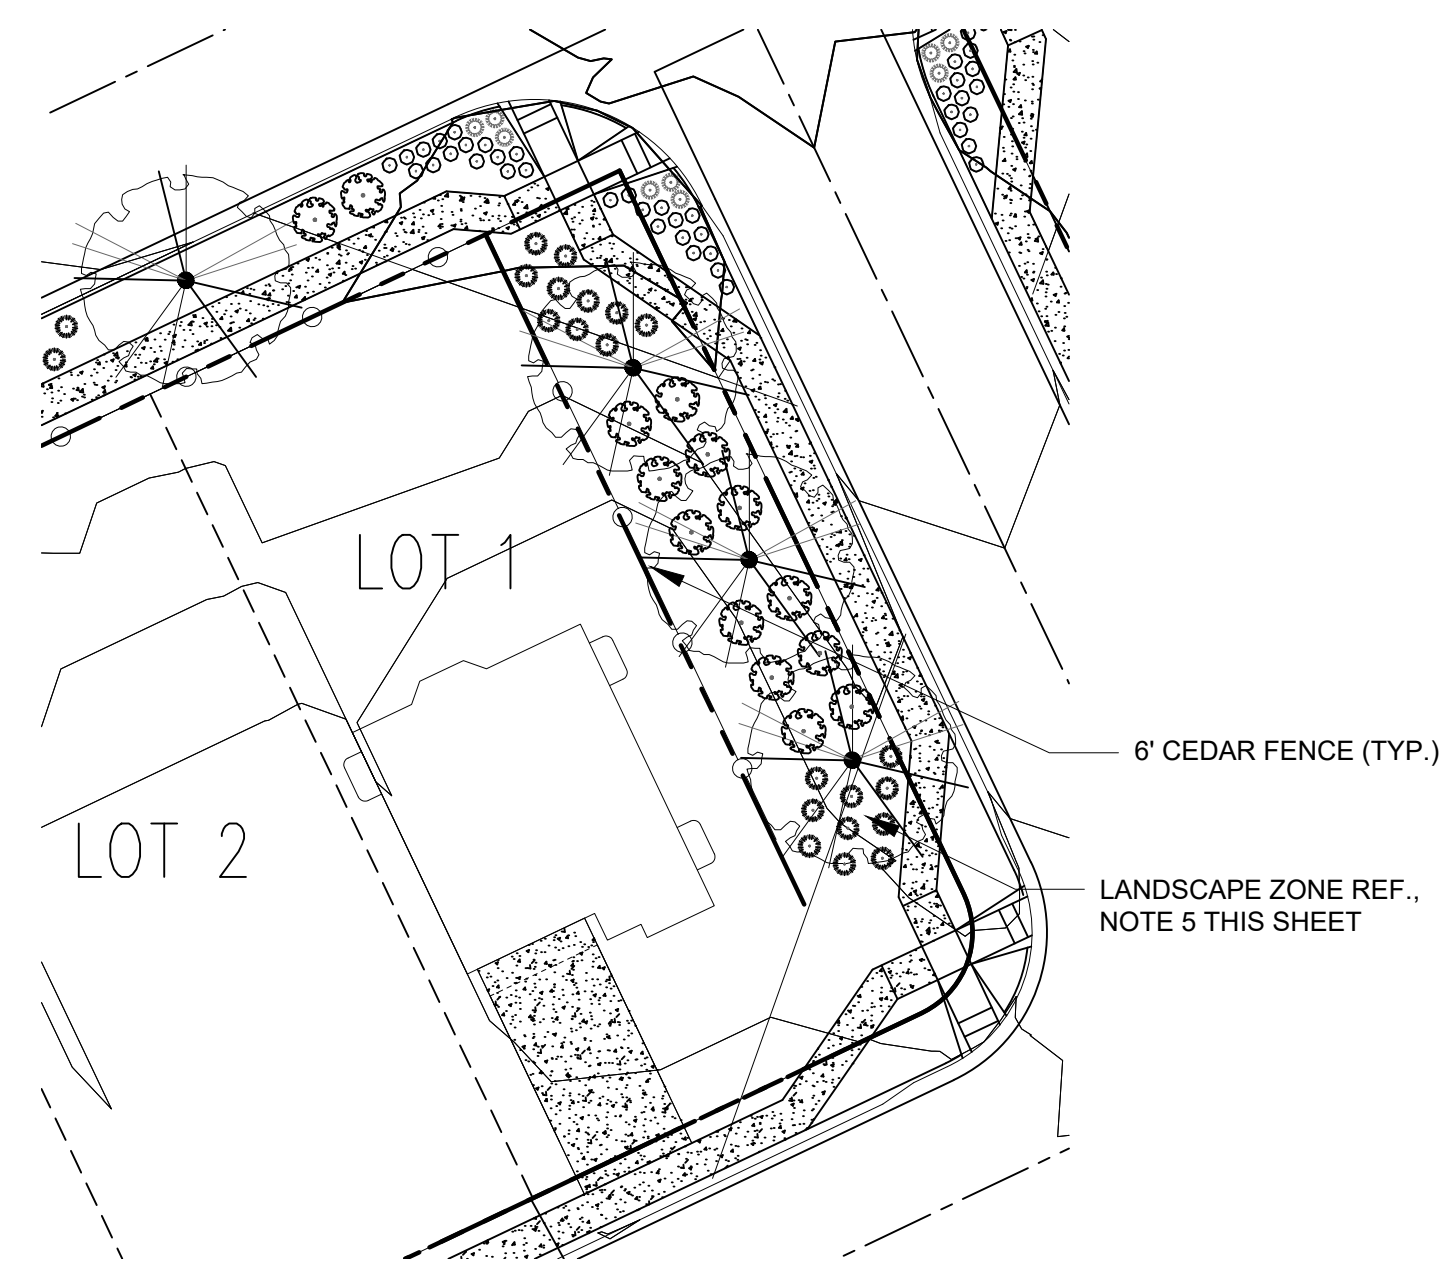 LOT 1
6' CEDAR FENCE (TYP.)
LOT 2
LANDSCAPE ZONE REF.,
NOTE 5 THIS SHEET